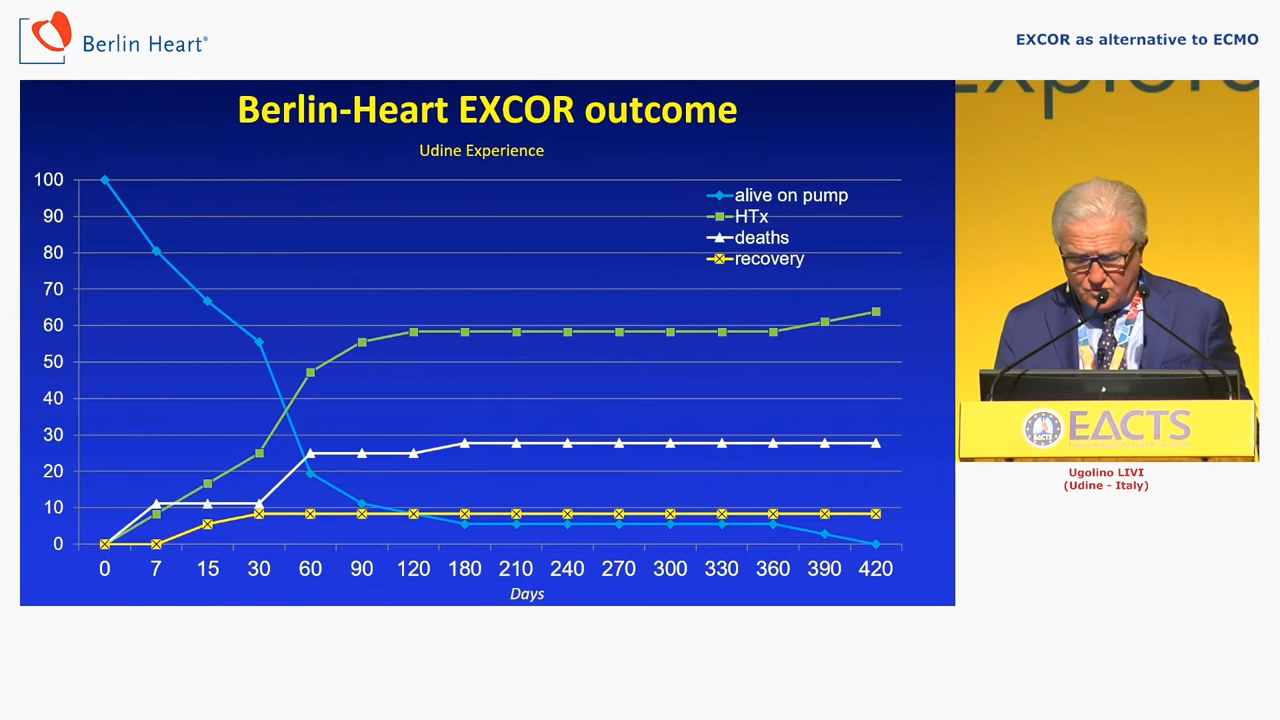 Berlin Heart®
EXCOR as alternative to ECMO
Berlin-Heart EXCOR outcome
Udine Experience
100
90
80
70
60
50
40
30
20
10
0
alive on pump
HTx
deaths
recovery
0 7 15 30 60 90 120 180 210 240 270 300 330 360 390 420
Days
EACTS
EACTS
Ugolino LIVI
(Udine - Italy)